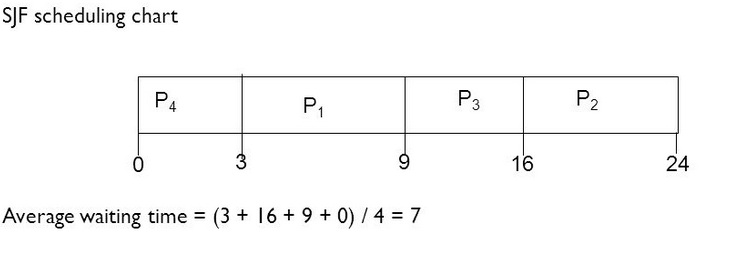 SJF scheduling chart
P4 P1 P3 P2
0 3 9 16 24
Average waiting time = (3 + 16 + 9 + 0) / 4 = 7